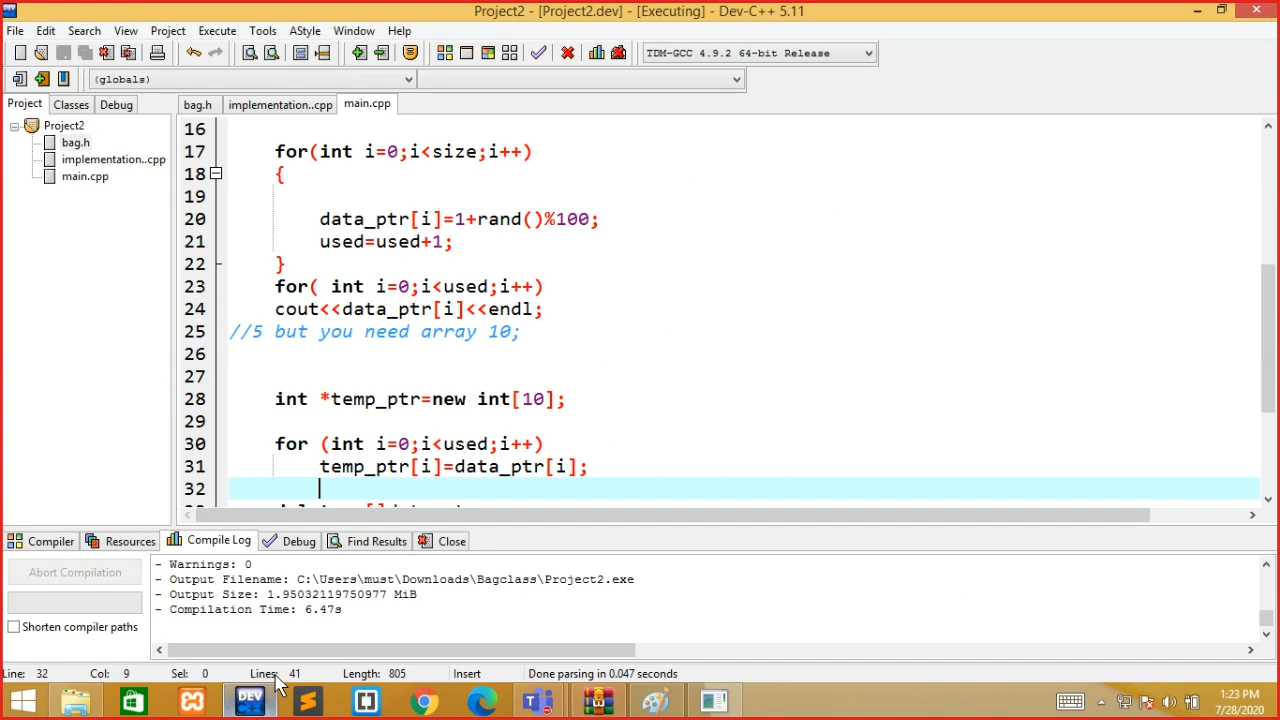 Project2 - [Project2.dev] - [Executing] - Dev-C++ 5.11
File Edit Search View Project Execute Tools AStyle Window Help
TDM-GCC 4.9.2 64-bit Release
(globals)
Project Classes Debug
bag.h implementation..cpp main.cpp
Project2
bag.h
implementation..cpp
main.cpp
16
17 for(int i=0;i<size;i++)
18 {
19
20 data_ptr[i]=1+rand()%100;
21 used=used+1;
22 }
23 for( int i=0;i<used;i++)
24 cout<<data_ptr[i]<<endl;
25 //5 but you need array 10;
26
27
28 int *temp_ptr=new int[10];
29
30 for (int i=0;i<used;i++)
31 temp_ptr[i]=data_ptr[i];
32
Compiler Resources Compile Log Debug Find Results Close
Abort Compilation
Shorten compiler paths
- Warnings: 0
- Output Filename: C:\Users\must\Downloads\Bagclass\Project2.exe
- Output Size: 1.95032119750977 MiB
- Compilation Time: 6.47s
Line: 32 Col: 9 Sel: 0 Lines: 41 Length: 805 Insert Done parsing in 0.047 seconds
DEV
1:23 PM
7/28/2020